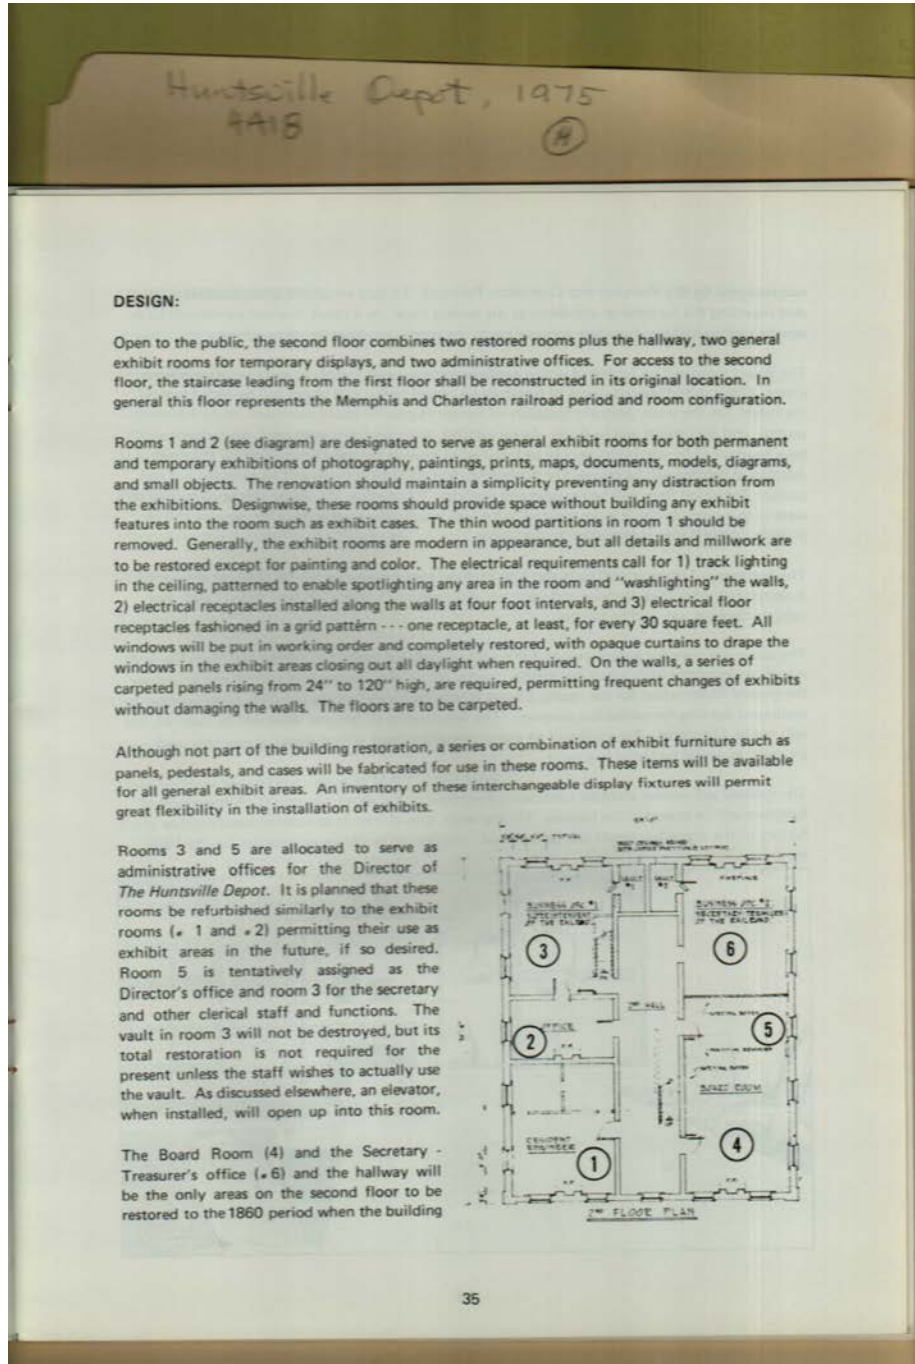 Huntsville Depot, 1975
4A18
H
DESIGN:
Open to the public, the second floor combines two restored rooms plus the hallway, two general
exhibit rooms for temporary displays, and two administrative offices. For access to the second
floor, the staircase leading from the first floor shall be reconstructed in its original location. In
general this floor represents the Memphis and Charleston railroad period and room configuration.
Rooms 1 and 2 (see diagram) are designated to serve as general exhibit rooms for both permanent
and temporary exhibitions of photography, paintings, prints, maps, documents, models, diagrams,
and small objects. The renovation should maintain a simplicity preventing any distraction from
the exhibitions. Designwise, these rooms should provide space without building any exhibit
features into the room such as exhibit cases. The thin wood partitions in room 1 should be
removed. Generally, the exhibit rooms are modern in appearance, but all details and millwork are
to be restored except for painting and color. The electrical requirements call for 1) track lighting
in the ceiling, patterned to enable spotlighting any area in the room and "washlighting" the walls,
2) electrical receptacles installed along the walls at four foot intervals, and 3) electrical floor
receptacles fashioned in a grid pattern --- one receptacle, at least, for every 30 square feet. All
windows will be put in working order and completely restored, with opaque curtains to drape the
windows in the exhibit areas closing out all daylight when required. On the walls, a series of
carpeted panels rising from 24" to 120" high, are required, permitting frequent changes of exhibits
without damaging the walls. The floors are to be carpeted.
Although not part of the building restoration, a series or combination of exhibit furniture such as
panels, pedestals, and cases will be fabricated for use in these rooms. These items will be available
for all general exhibit areas. An inventory of these interchangeable display fixtures will permit
great flexibility in the installation of exhibits.
Rooms 3 and 5 are allocated to serve as
administrative offices for the Director of
The Huntsville Depot. It is planned that these
rooms be refurbished similarly to the exhibit
rooms (• 1 and • 2) permitting their use as
exhibit areas in the future, if so desired.
Room 5 is tentatively assigned as the
Director's office and room 3 for the secretary
and other clerical staff and functions. The
vault in room 3 will not be destroyed, but its
total restoration is not required for the
present unless the staff wishes to actually use
the vault. As discussed elsewhere, an elevator,
when installed, will open up into this room.
The Board Room (4) and the Secretary -
Treasurer's office (• 6) and the hallway will
be the only areas on the second floor to be
restored to the 1860 period when the building
VAULT
FIREPLACE
OF THE RAILROAD
3
6
2ND HALL
OFFICE
2
5
BOARD ROOM
RESIDENT
ENGINEER
1
4
2ND FLOOR PLAN
35